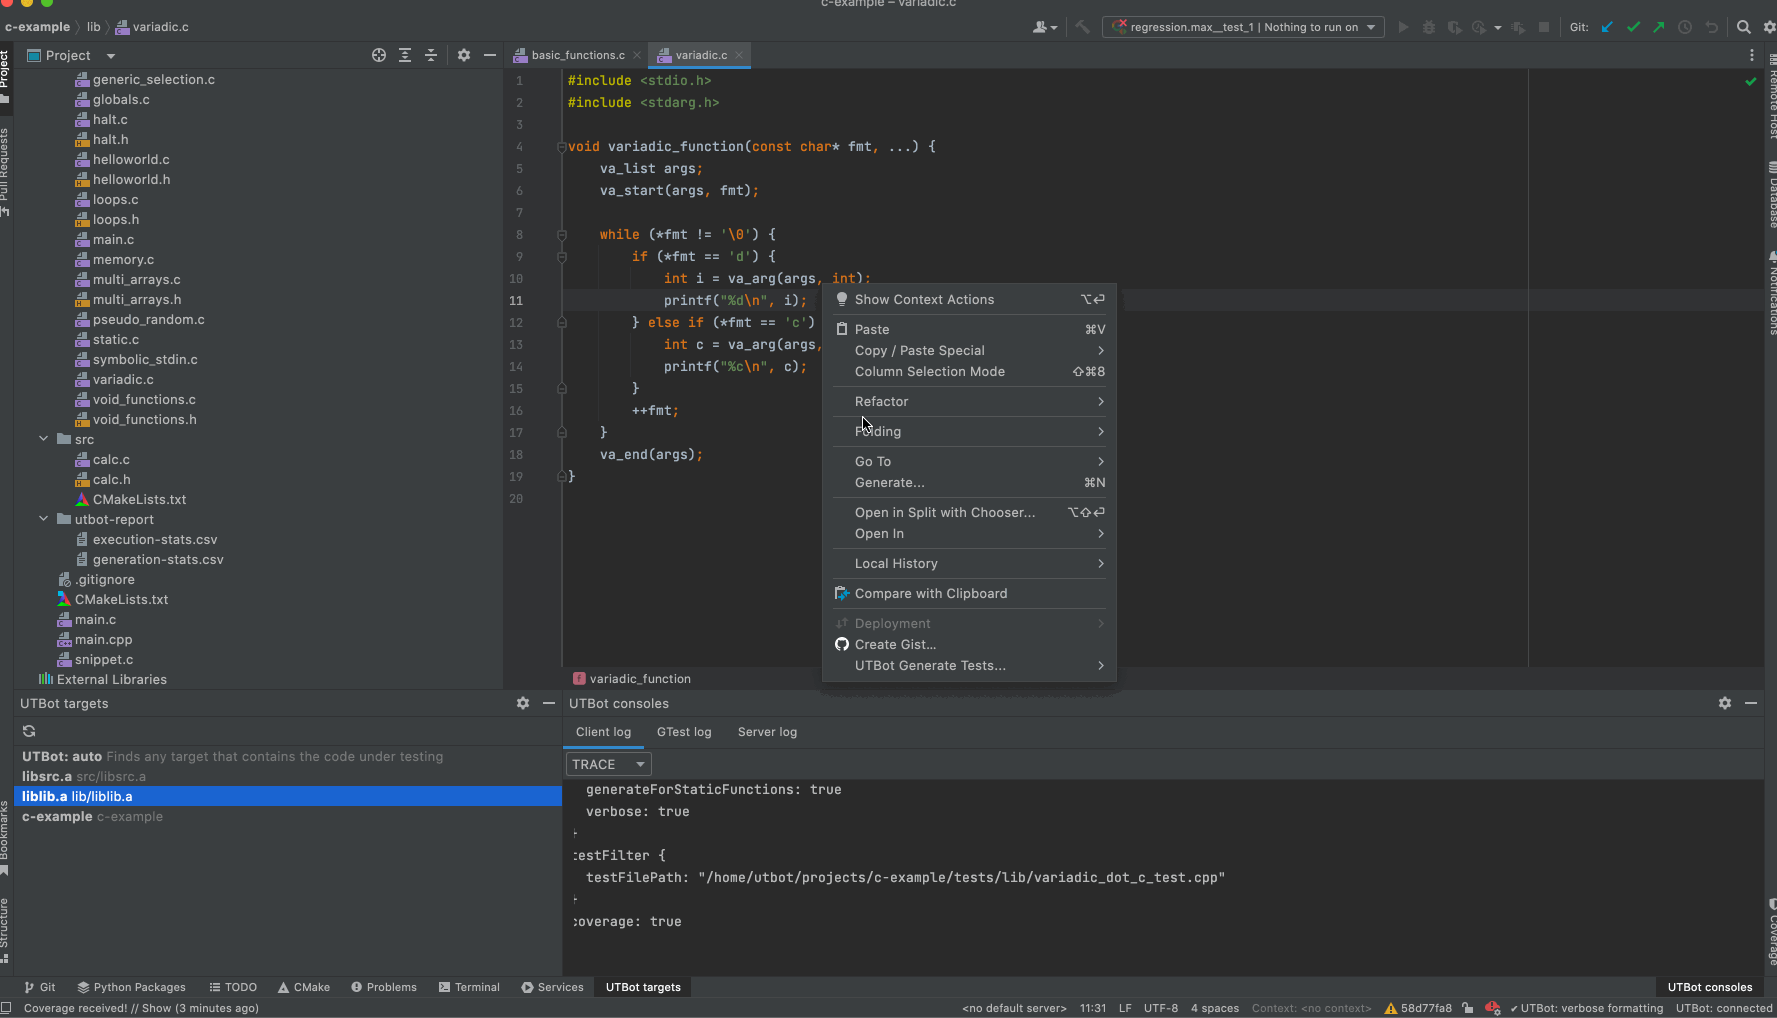 c-example – variadic.c
c-example
lib
variadic.c
regression.max__test_1 | Nothing to run on
Git:
Project
basic_functions.c
variadic.c
Project
Pull Requests
Bookmarks
Structure
generic_selection.c
globals.c
halt.c
halt.h
helloworld.c
helloworld.h
loops.c
loops.h
main.c
memory.c
multi_arrays.c
multi_arrays.h
pseudo_random.c
static.c
symbolic_stdin.c
variadic.c
void_functions.c
void_functions.h
src
calc.c
calc.h
CMakeLists.txt
utbot-report
execution-stats.csv
generation-stats.csv
.gitignore
CMakeLists.txt
main.c
main.cpp
snippet.c
External Libraries
1 #include <stdio.h>
2 #include <stdarg.h>
3
4 void variadic_function(const char* fmt, ...) {
5 va_list args;
6 va_start(args, fmt);
7
8 while (*fmt != '\0') {
9 if (*fmt == 'd') {
10 int i = va_arg(args, int);
11 printf("%d\n", i);
12 } else if (*fmt == 'c')
13 int c = va_arg(args,
14 printf("%c\n", c);
15 }
16 ++fmt;
17 }
18 va_end(args);
19 }
20
Show Context Actions ⌥⏎
Paste ⌘V
Copy / Paste Special
Column Selection Mode ⇧⌘8
Refactor
Folding
Go To
Generate... ⌘N
Open in Split with Chooser... ⌥⇧⏎
Open In
Local History
Compare with Clipboard
Deployment
Create Gist...
UTBot Generate Tests...
variadic_function
Remote Host
Database
Notifications
Coverage
UTBot targets
UTBot: auto Finds any target that contains the code under testing
libsrc.a src/libsrc.a
liblib.a lib/liblib.a
c-example c-example
UTBot consoles
Client log
GTest log
Server log
TRACE
generateForStaticFunctions: true
verbose: true
}
testFilter {
testFilePath: "/home/utbot/projects/c-example/tests/lib/variadic_dot_c_test.cpp"
}
coverage: true
Git
Python Packages
TODO
CMake
Problems
Terminal
Services
UTBot targets
UTBot consoles
Coverage received! // Show (3 minutes ago)
<no default server>
11:31
LF
UTF-8
4 spaces
Context: <no context>
58d77fa8
✓ UTBot: verbose formatting
UTBot: connected